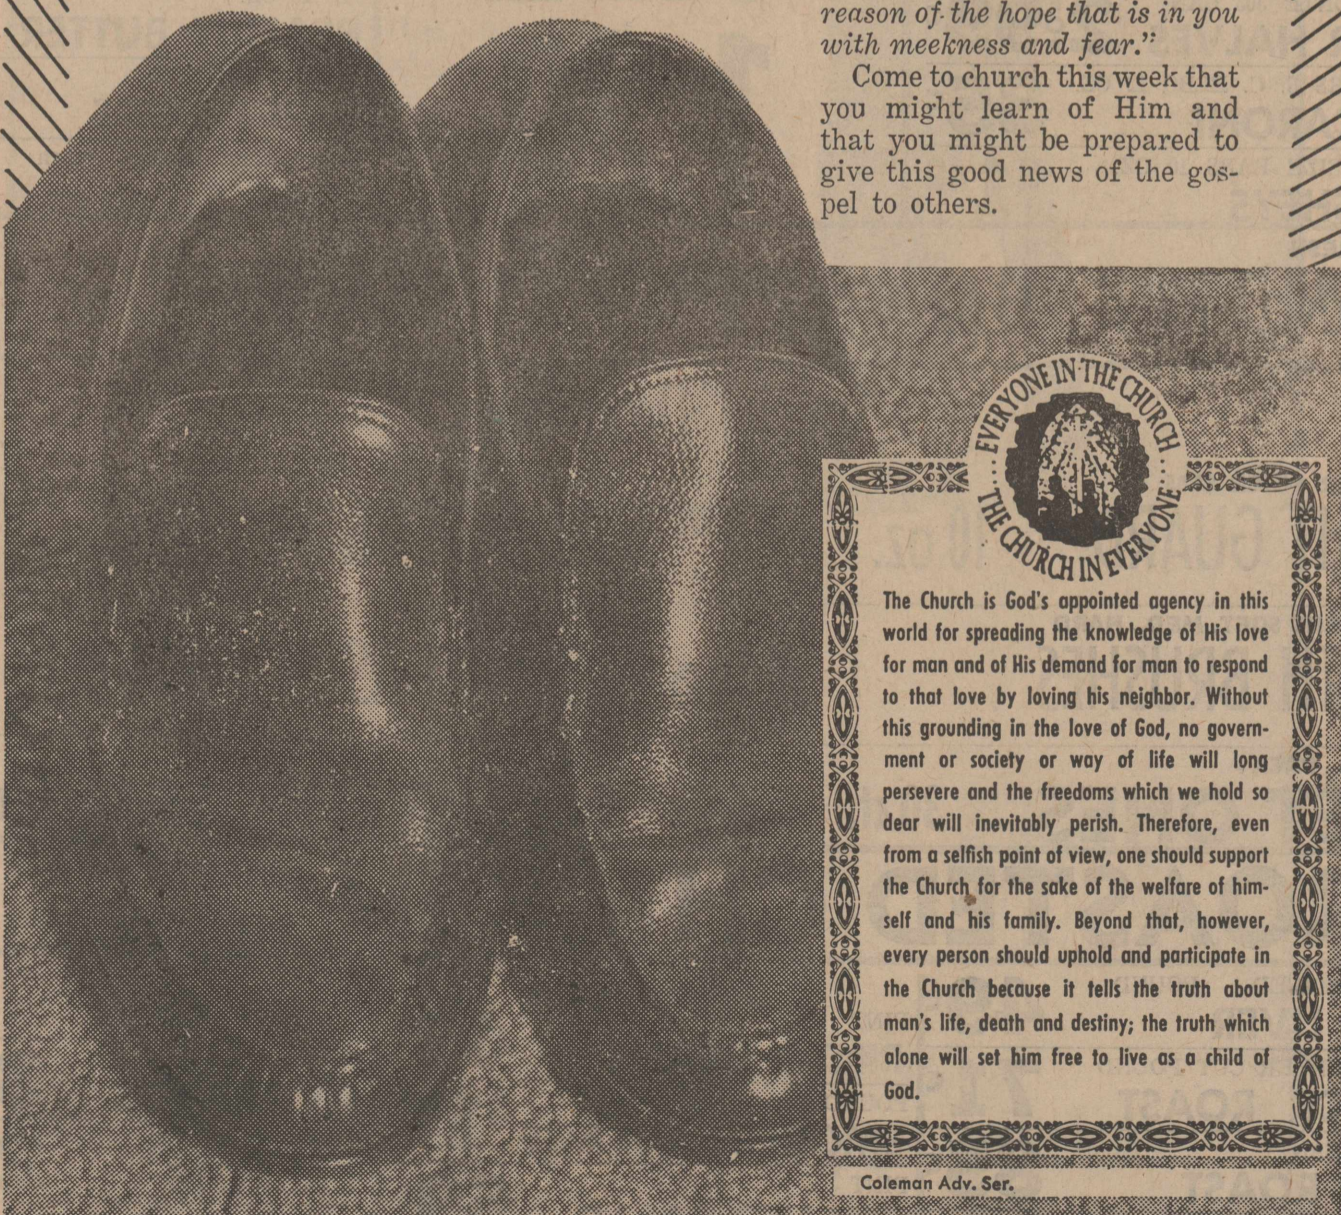 reason of the hope that is in you
with meekness and fear."
Come to church this week that
you might learn of Him and
that you might be prepared to
give this good news of the gos-
pel to others.
EVERYONE IN THE CHURCH
THE CHURCH IN EVERYONE
The Church is God's appointed agency in this
world for spreading the knowledge of His love
for man and of His demand for man to respond
to that love by loving his neighbor. Without
this grounding in the love of God, no govern-
ment or society or way of life will long
persevere and the freedoms which we hold so
dear will inevitably perish. Therefore, even
from a selfish point of view, one should support
the Church for the sake of the welfare of him-
self and his family. Beyond that, however,
every person should uphold and participate in
the Church because it tells the truth about
man's life, death and destiny; the truth which
alone will set him free to live as a child of
God.
Coleman Adv. Ser.